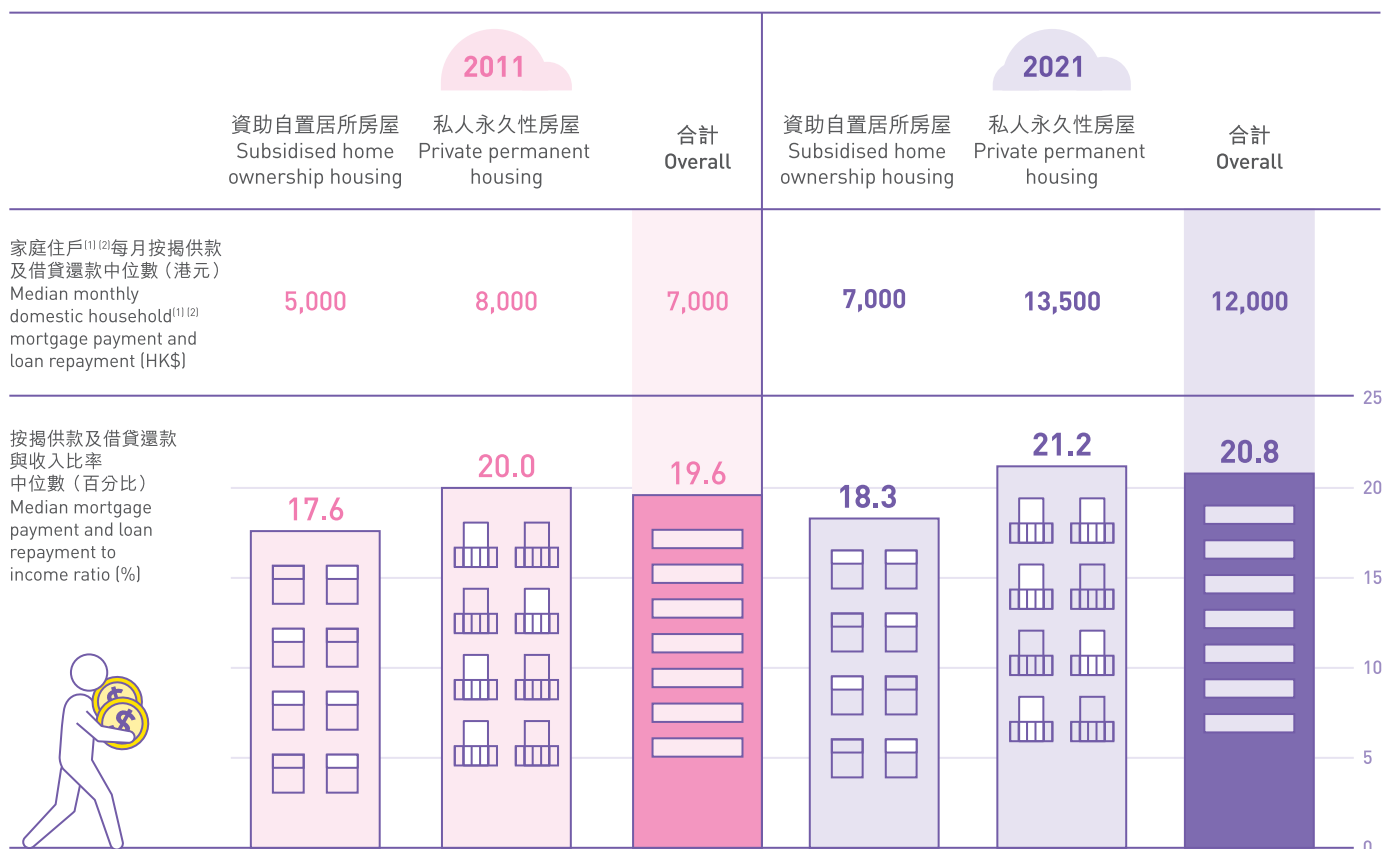 2011
2021
資助自置居所房屋
Subsidised home
ownership housing
私人永久性房屋
Private permanent
housing
合計
Overall
資助自置居所房屋
Subsidised home
ownership housing
私人永久性房屋
Private permanent
housing
合計
Overall
家庭住戶(1) (2)每月按揭供款
及借貸還款中位數（港元）
Median monthly
domestic household(1) (2)
mortgage payment and
loan repayment (HK$)
5,000
8,000
7,000
7,000
13,500
12,000
按揭供款及借貸還款
與收入比率
中位數（百分比）
Median mortgage
payment and loan
repayment to
income ratio (%)
17.6
20.0
19.6
18.3
21.2
20.8
25
20
15
10
5
0
$
$